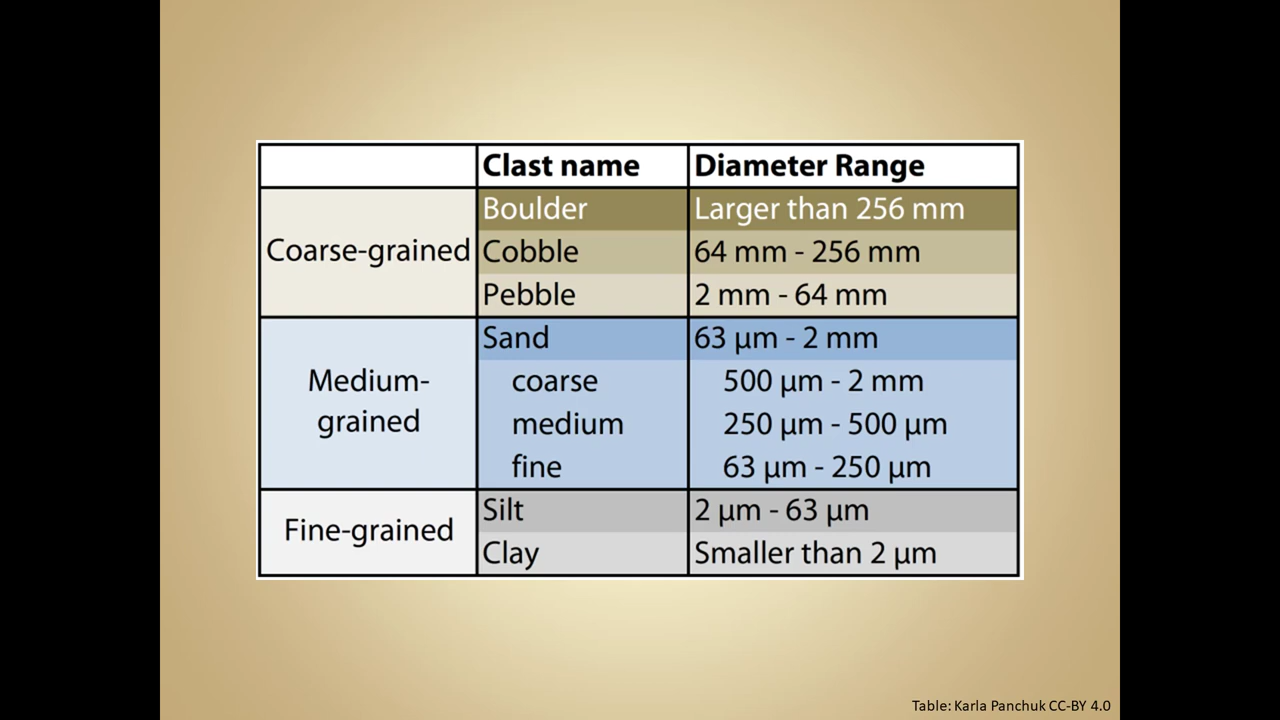 Clast name Diameter Range
Boulder Larger than 256 mm
Coarse-grained Cobble 64 mm - 256 mm
Pebble 2 mm - 64 mm
Sand 63 µm - 2 mm
Medium-
grained
coarse 500 µm - 2 mm
medium 250 µm - 500 µm
fine 63 µm - 250 µm
Fine-grained
Silt 2 µm - 63 µm
Clay Smaller than 2 µm
Table: Karla Panchuk CC-BY 4.0